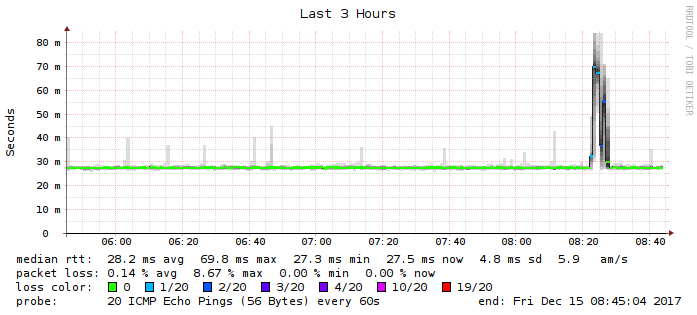 Last 3 Hours
RRDTOOL / TOBI OETIKER
Seconds
80 m
70 m
60 m
50 m
40 m
30 m
20 m
10 m
0
06:00 06:20 06:40 07:00 07:20 07:40 08:00 08:20 08:40
median rtt: 28.2 ms avg 69.8 ms max 27.3 ms min 27.5 ms now 4.8 ms sd 5.9 am/s
packet loss: 0.14 % avg 8.67 % max 0.00 % min 0.00 % now
loss color: 0 1/20 2/20 3/20 4/20 10/20 19/20
probe: 20 ICMP Echo Pings (56 Bytes) every 60s end: Fri Dec 15 08:45:04 2017